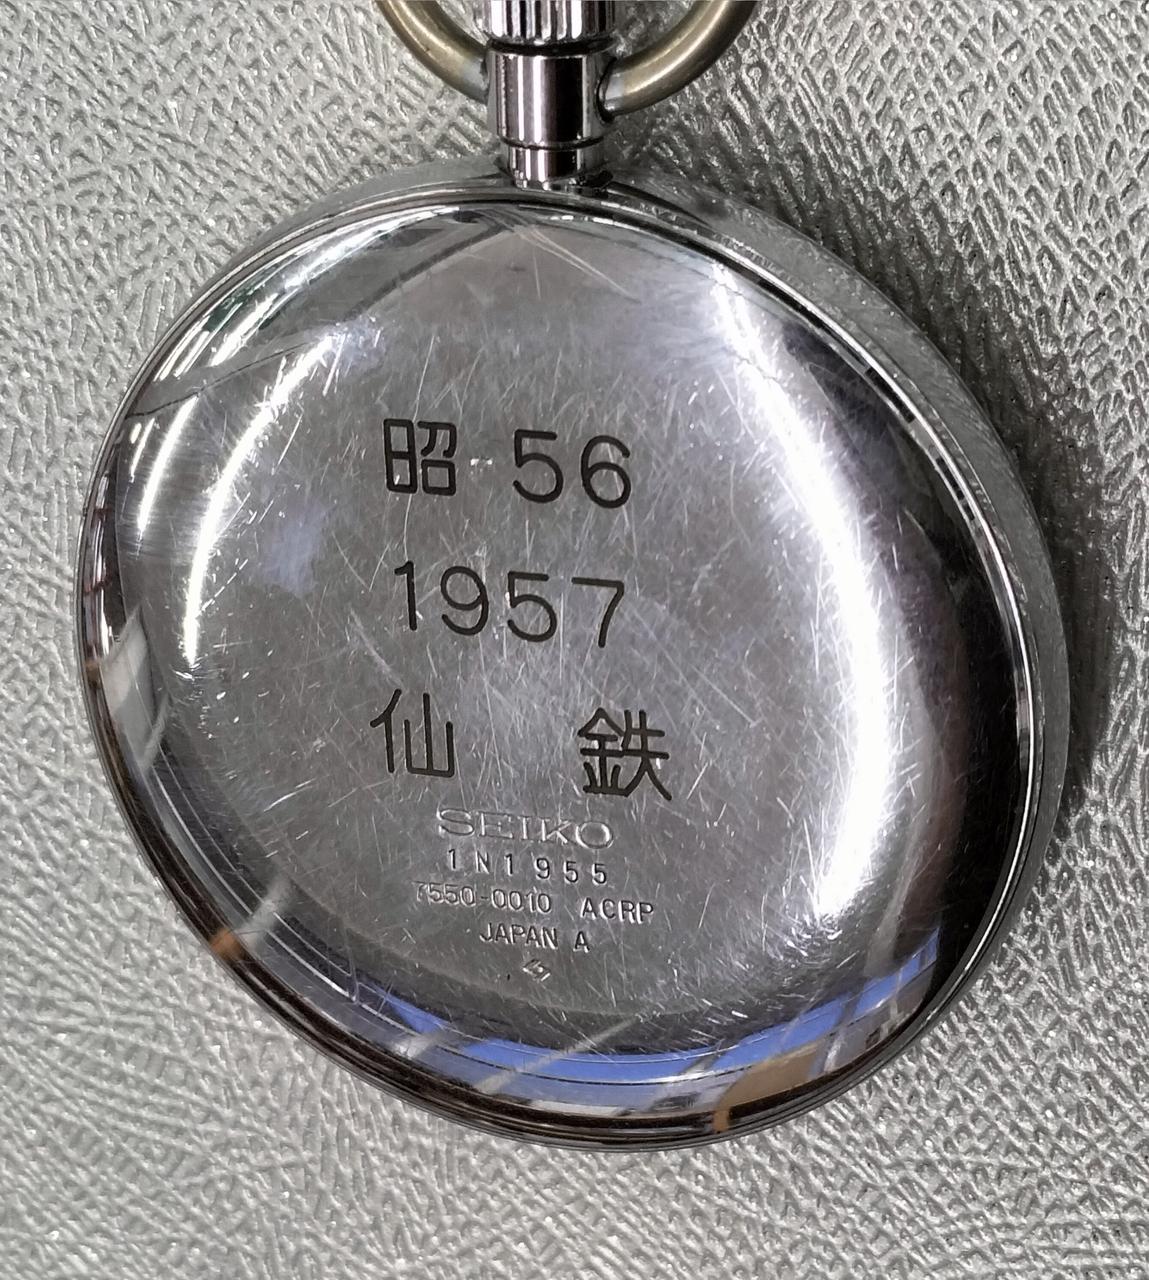 昭 56
1957
仙 鉄
SEIKO
1N1955
7550-0010 ACRP
JAPAN A